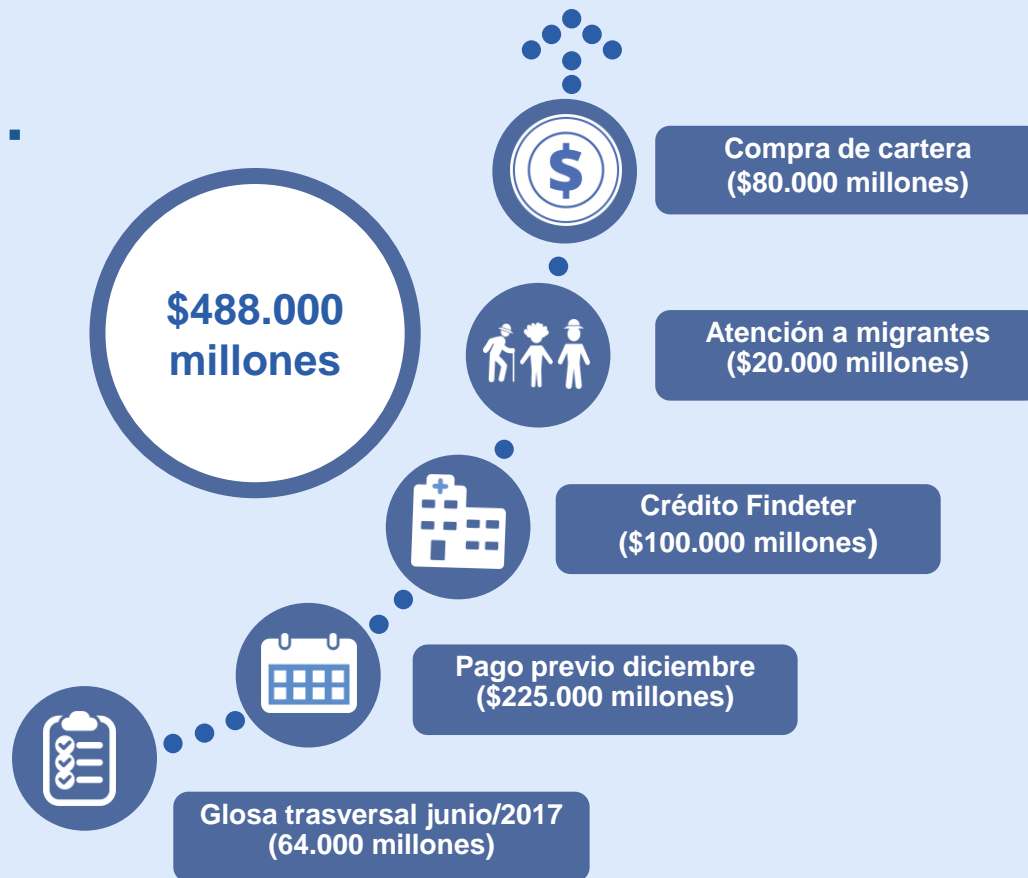 Compra de cartera
($80.000 millones)
$488.000
millones
Atención a migrantes
($20.000 millones)
Crédito Findeter
($100.000 millones)
Pago previo diciembre
($225.000 millones)
Glosa trasversal junio/2017
(64.000 millones)